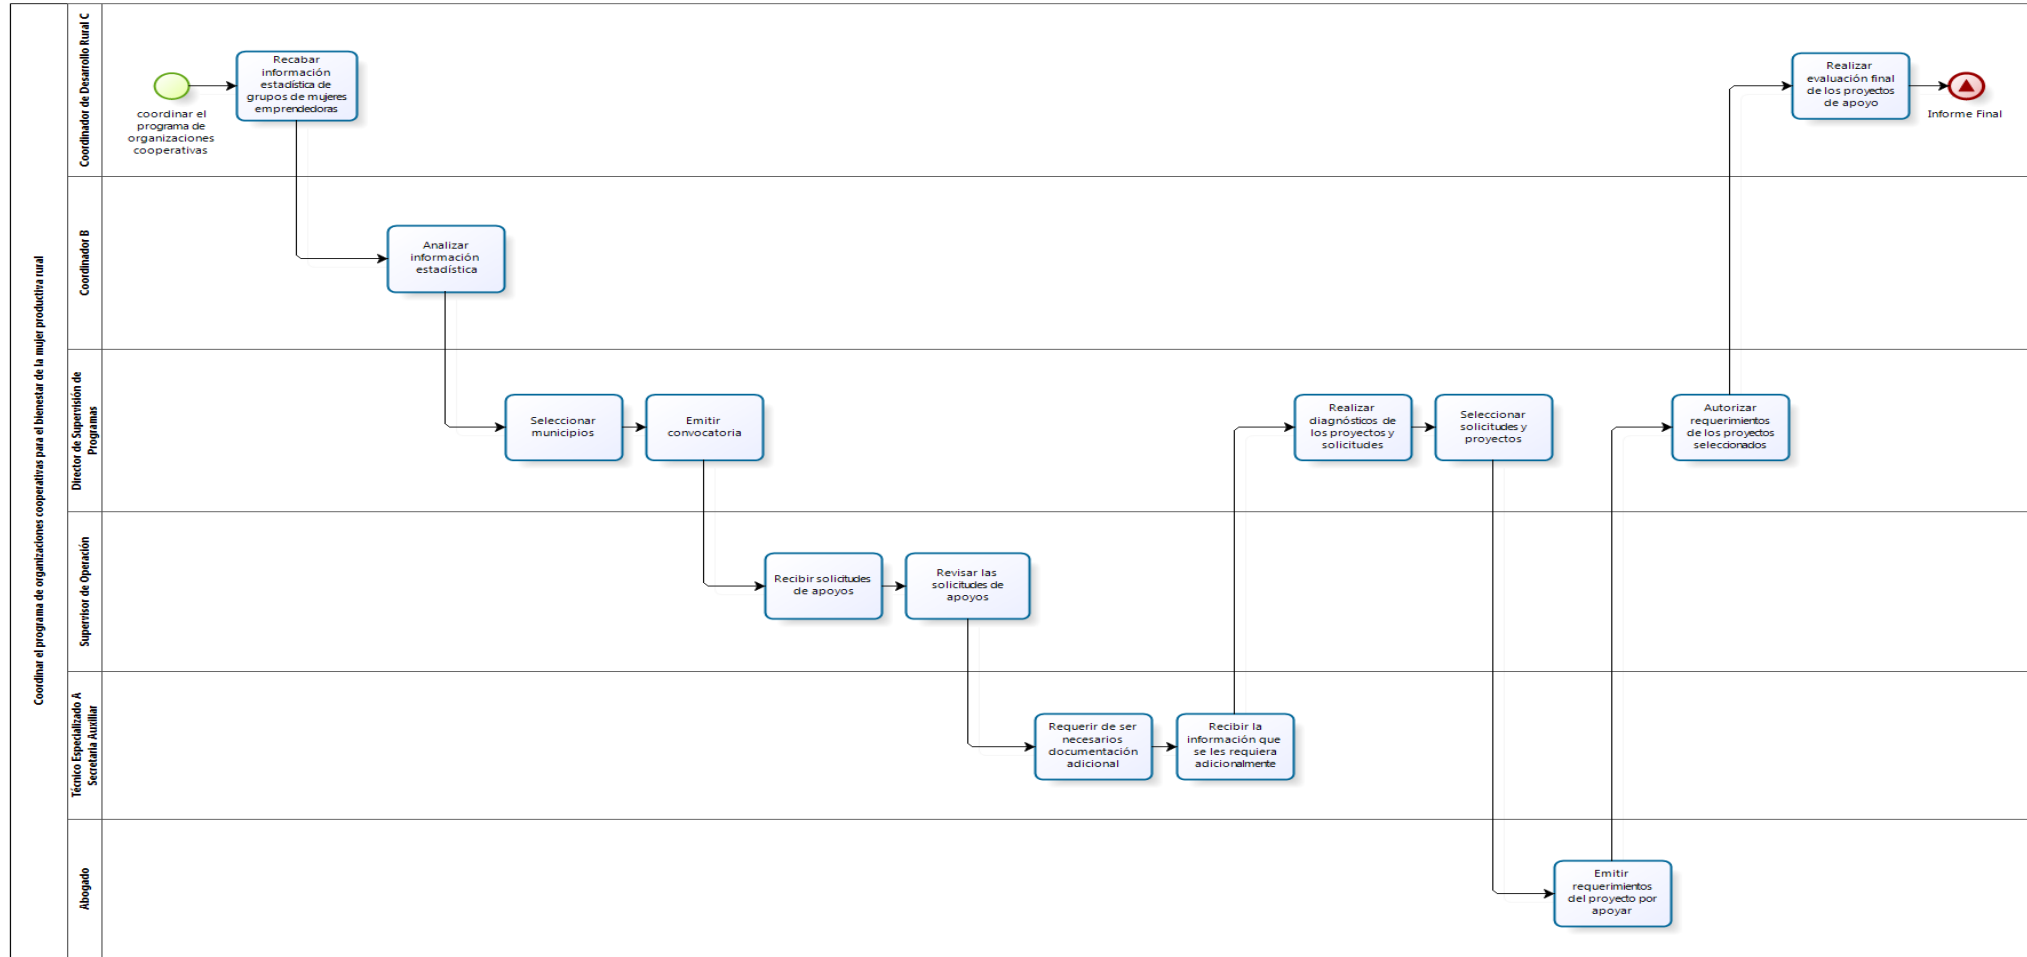 Coordinar el programa de organizaciones cooperativas para el bienestar de la mujer productiva rural
Coordinador de Desarrollo Rural C
coordinar el
programa de
organizaciones
cooperativas
Recabar
información
estadística de
grupos de mujeres
emprendedoras
Realizar
evaluación final
de los proyectos
de apoyo
Informe Final
Coordinador B
Analizar
información
estadística
Director de Supervisión de
Programas
Seleccionar
municipios
Emitir
convocatoria
Realizar
diagnósticos de
los proyectos y
solicitudes
Seleccionar
solicitudes y
proyectos
Autorizar
requerimientos
de los proyectos
seleccionados
Supervisor de Operación
Recibir solicitudes
de apoyos
Revisar las
solicitudes de
apoyos
Técnico Especializado A
Secretaria Auxiliar
Requerir de ser
necesarios
documentación
adicional
Recibir la
información que
se les requiera
adicionalmente
Abogado
Emitir
requerimientos
del proyecto por
apoyar